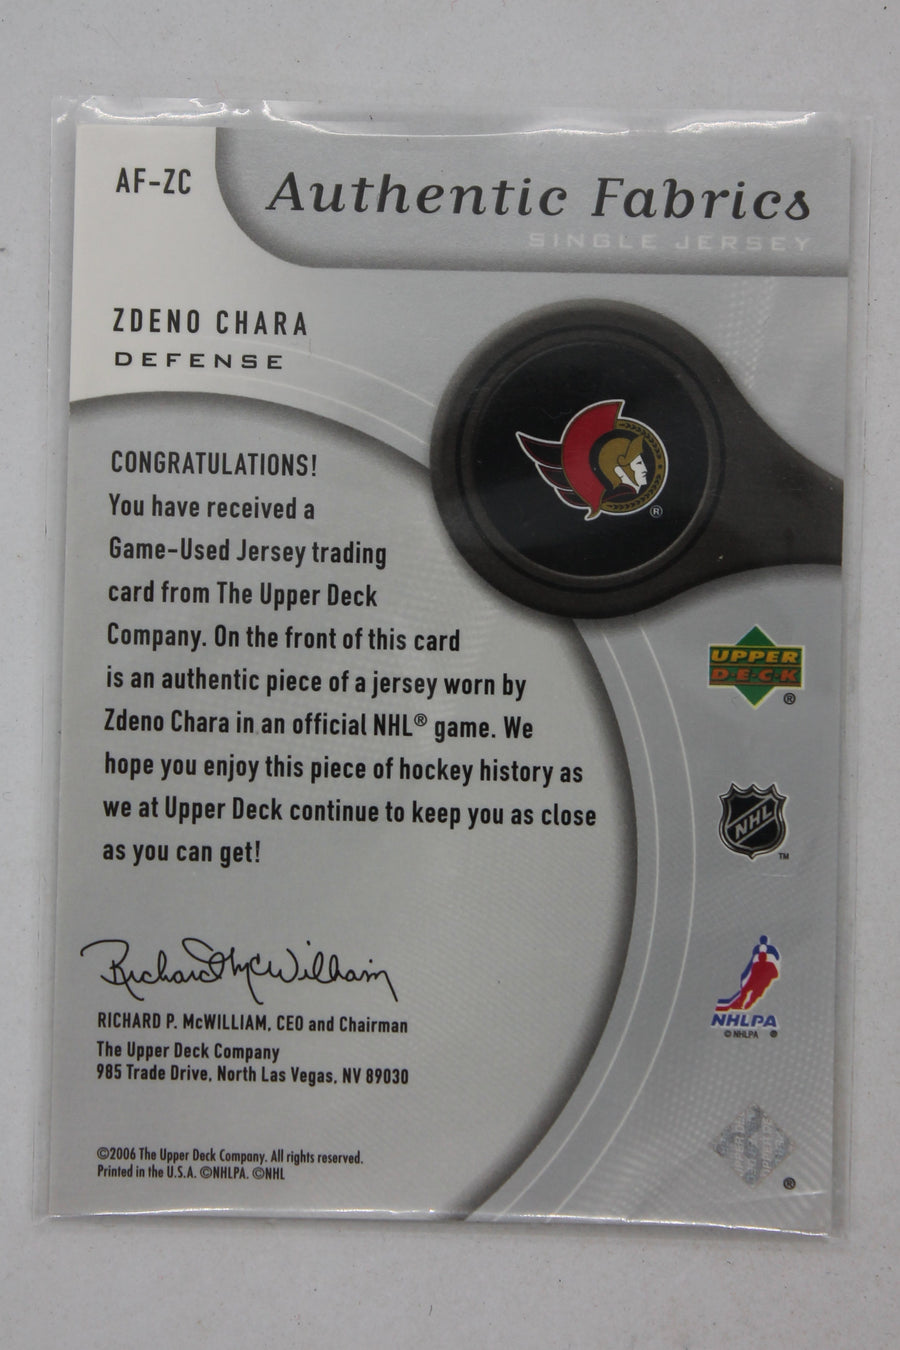 AF-ZC
Authentic Fabrics
SINGLE JERSEY
ZDENO CHARA
DEFENSE
CONGRATULATIONS!
You have received a
Game-Used Jersey trading
card from The Upper Deck
Company. On the front of this card
is an authentic piece of a jersey worn by
Zdeno Chara in an official NHL® game. We
hope you enjoy this piece of hockey history as
we at Upper Deck continue to keep you as close
as you can get!
Richard McWilliam
RICHARD P. McWILLIAM, CEO and Chairman
The Upper Deck Company
985 Trade Drive, North Las Vegas, NV 89030
©2006 The Upper Deck Company. All rights reserved.
Printed in the U.S.A. ©NHLPA. ©NHL
®
UPPER
D·E·C·K
®
NHL
TM
NHLPA
© NHLPA ®
®